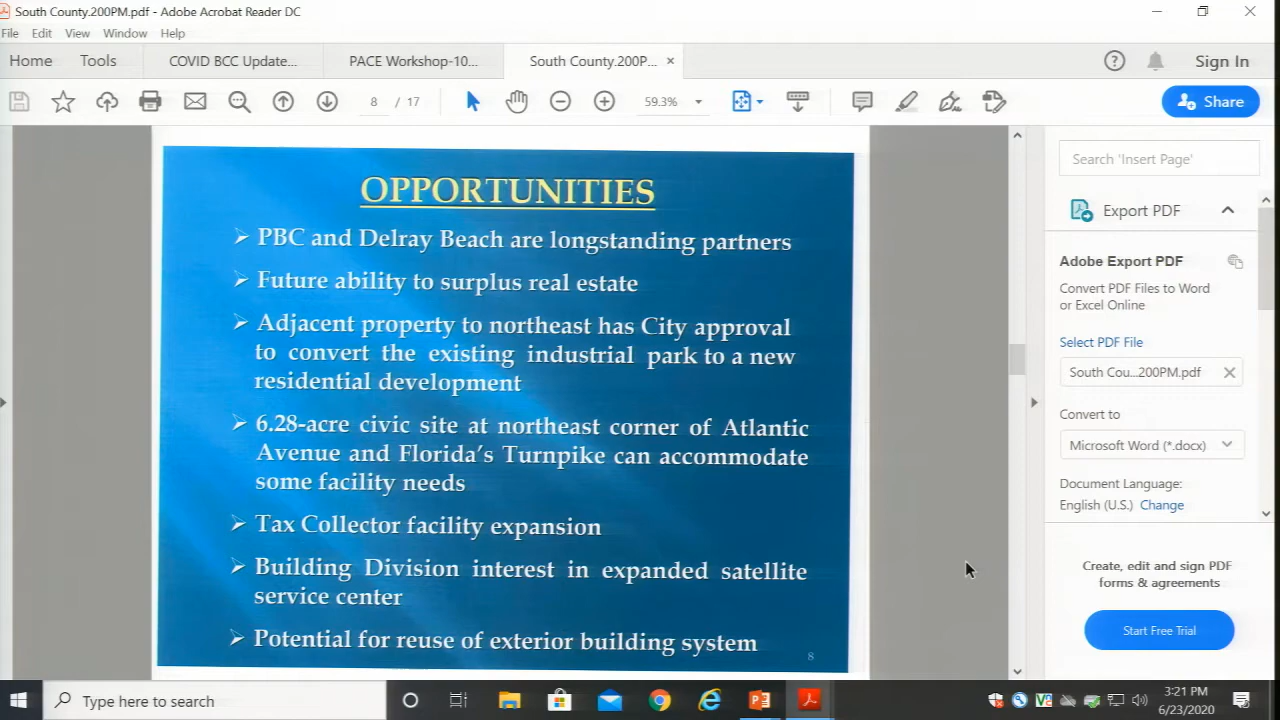 South County.200PM.pdf - Adobe Acrobat Reader DC
File Edit View Window Help
Home Tools COVID BCC Update... PACE Workshop-10... South County.200P... Sign In
8 / 17 59.3% Share
OPPORTUNITIES
PBC and Delray Beach are longstanding partners
Future ability to surplus real estate
Adjacent property to northeast has City approval
to convert the existing industrial park to a new
residential development
6.28-acre civic site at northeast corner of Atlantic
Avenue and Florida's Turnpike can accommodate
some facility needs
Tax Collector facility expansion
Building Division interest in expanded satellite
service center
Potential for reuse of exterior building system
8
Search 'Insert Page'
Export PDF
Adobe Export PDF
Convert PDF Files to Word
or Excel Online
Select PDF File
South Cou...200PM.pdf
Convert to
Microsoft Word (*.docx)
Document Language:
English (U.S.) Change
Create, edit and sign PDF
forms & agreements
Start Free Trial
Type here to search
3:21 PM
6/23/2020